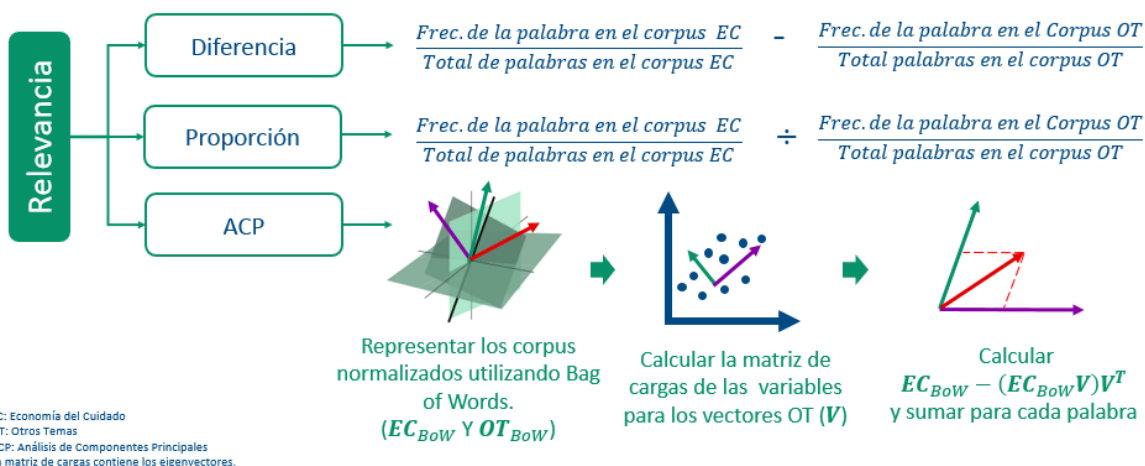 Relevancia
Diferencia
Frec. de la palabra en el corpus EC
Total de palabras en el corpus EC
-
Frec. de la palabra en el Corpus OT
Total palabras en el corpus OT
Proporción
Frec. de la palabra en el corpus EC
Total de palabras en el corpus EC
÷
Frec. de la palabra en el Corpus OT
Total palabras en el corpus OT
ACP
Representar los corpus
normalizados utilizando Bag
of Words.
(EC_BoW Y OT_BoW)
Calcular la matriz de
cargas de las variables
para los vectores OT (V)
Calcular
EC_BoW − (EC_BoW V)V^T
y sumar para cada palabra
C: Economía del Cuidado
T: Otros Temas
CP: Análisis de Componentes Principales
a matriz de cargas contiene los eigenvectores.